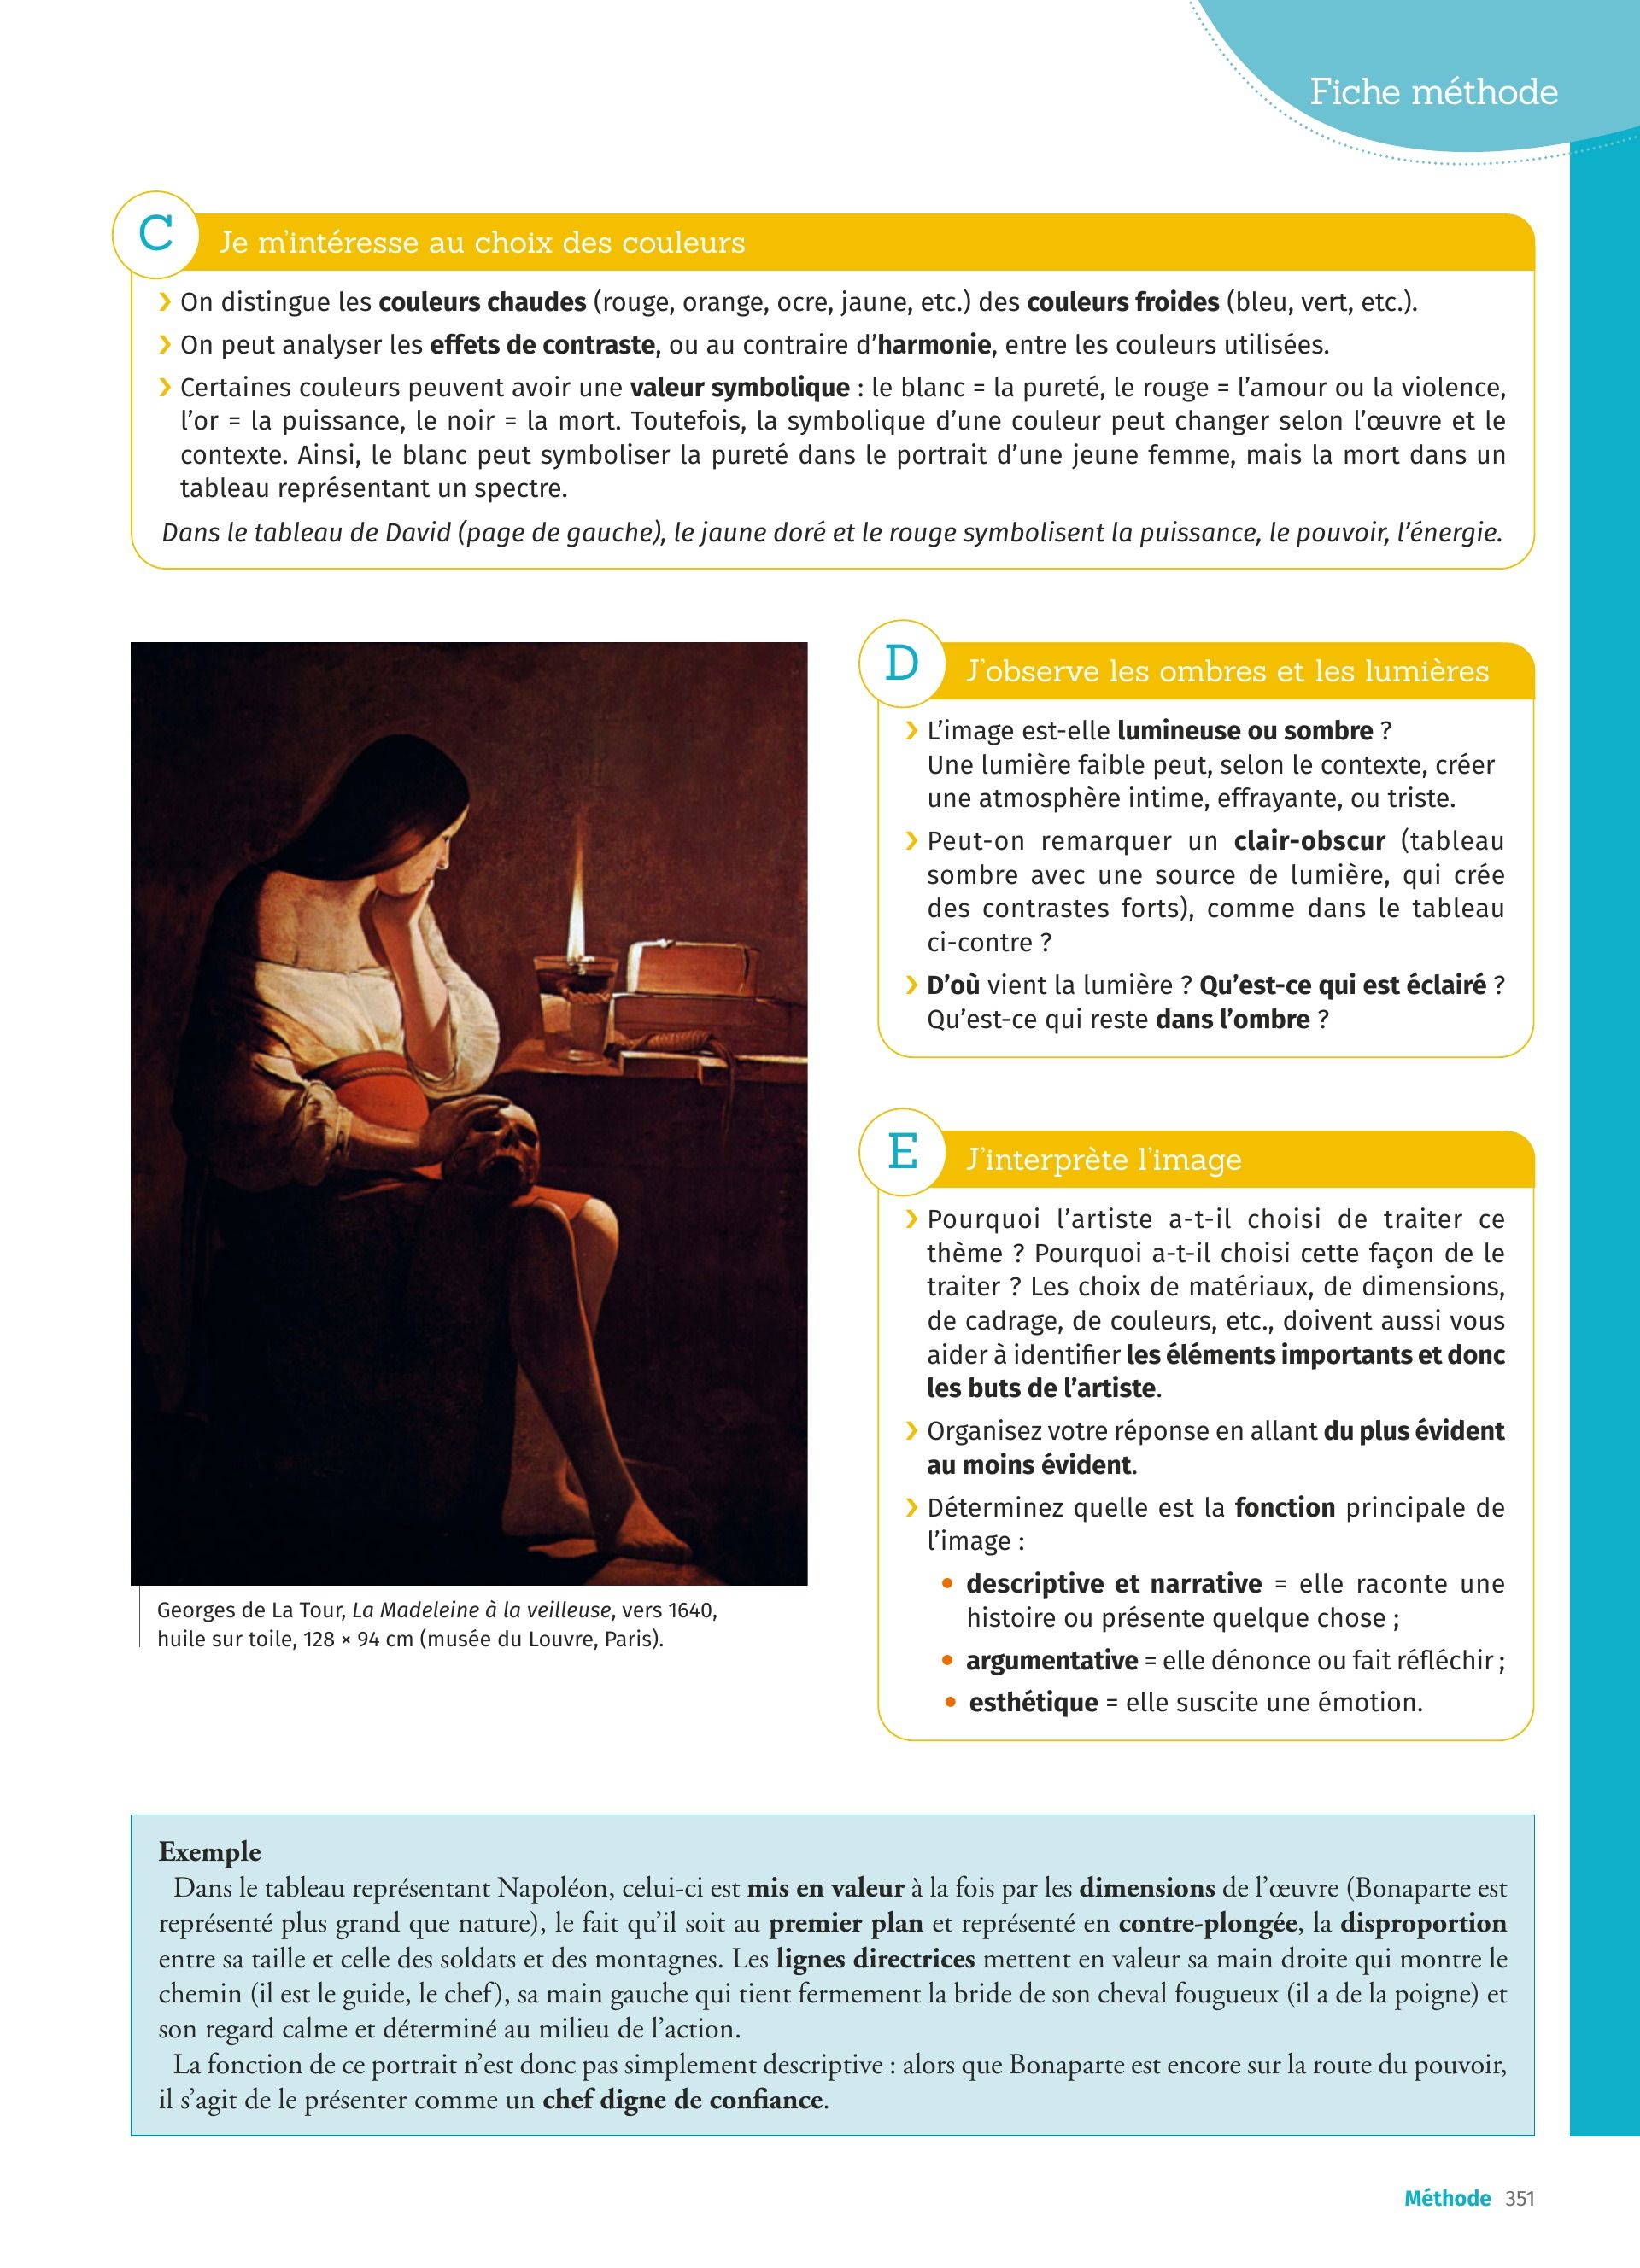 Fiche méthode
C
Je m'intéresse au choix des couleurs
› On distingue les couleurs chaudes (rouge, orange, ocre, jaune, etc.) des couleurs froides (bleu, vert, etc.).
› On peut analyser les effets de contraste, ou au contraire d'harmonie, entre les couleurs utilisées.
› Certaines couleurs peuvent avoir une valeur symbolique : le blanc = la pureté, le rouge = l'amour ou la violence,
l'or = la puissance, le noir = la mort. Toutefois, la symbolique d'une couleur peut changer selon l'œuvre et le
contexte. Ainsi, le blanc peut symboliser la pureté dans le portrait d'une jeune femme, mais la mort dans un
tableau représentant un spectre.
Dans le tableau de David (page de gauche), le jaune doré et le rouge symbolisent la puissance, le pouvoir, l'énergie.
Georges de La Tour, La Madeleine à la veilleuse, vers 1640,
huile sur toile, 128 × 94 cm (musée du Louvre, Paris).
D
J'observe les ombres et les lumières
› L'image est-elle lumineuse ou sombre ?
Une lumière faible peut, selon le contexte, créer
une atmosphère intime, effrayante, ou triste.
› Peut-on remarquer un clair-obscur (tableau
sombre avec une source de lumière, qui crée
des contrastes forts), comme dans le tableau
ci-contre ?
› D'où vient la lumière ? Qu'est-ce qui est éclairé ?
Qu'est-ce qui reste dans l'ombre ?
E
J'interprète l'image
› Pourquoi l'artiste a-t-il choisi de traiter ce
thème ? Pourquoi a-t-il choisi cette façon de le
traiter ? Les choix de matériaux, de dimensions,
de cadrage, de couleurs, etc., doivent aussi vous
aider à identifier les éléments importants et donc
les buts de l'artiste.
› Organisez votre réponse en allant du plus évident
au moins évident.
› Déterminez quelle est la fonction principale de
l'image :
• descriptive et narrative = elle raconte une
histoire ou présente quelque chose ;
• argumentative = elle dénonce ou fait réfléchir ;
• esthétique = elle suscite une émotion.
Exemple
Dans le tableau représentant Napoléon, celui-ci est mis en valeur à la fois par les dimensions de l'œuvre (Bonaparte est
représenté plus grand que nature), le fait qu'il soit au premier plan et représenté en contre-plongée, la disproportion
entre sa taille et celle des soldats et des montagnes. Les lignes directrices mettent en valeur sa main droite qui montre le
chemin (il est le guide, le chef), sa main gauche qui tient fermement la bride de son cheval fougueux (il a de la poigne) et
son regard calme et déterminé au milieu de l'action.
La fonction de ce portrait n'est donc pas simplement descriptive : alors que Bonaparte est encore sur la route du pouvoir,
il s'agit de le présenter comme un chef digne de confiance.
Méthode 351